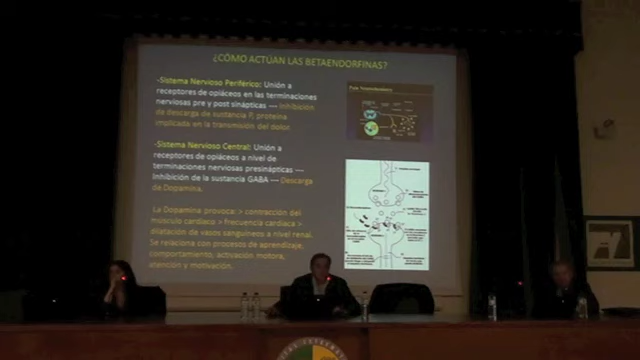 ¿CÓMO ACTÚAN LAS BETAENDORFINAS?
-Sistema Nervioso Periférico: Unión a
receptores de opiáceos en las terminaciones
nerviosas pre y post sinápticas --- Inhibición
de descarga de sustancia P, proteína
implicada en la transmisión del dolor.
-Sistema Nervioso Central: Unión a
receptores de opiáceos a nivel de
terminaciones nerviosas presinápticas ---
Inhibición de la sustancia GABA --- Descarga
de Dopamina.
La Dopamina provoca: > contracción del
músculo cardíaco > frecuencia cardíaca >
dilatación de vasos sanguíneos a nivel renal.
Se relaciona con procesos de aprendizaje,
comportamiento, activación motora,
atención y motivación.